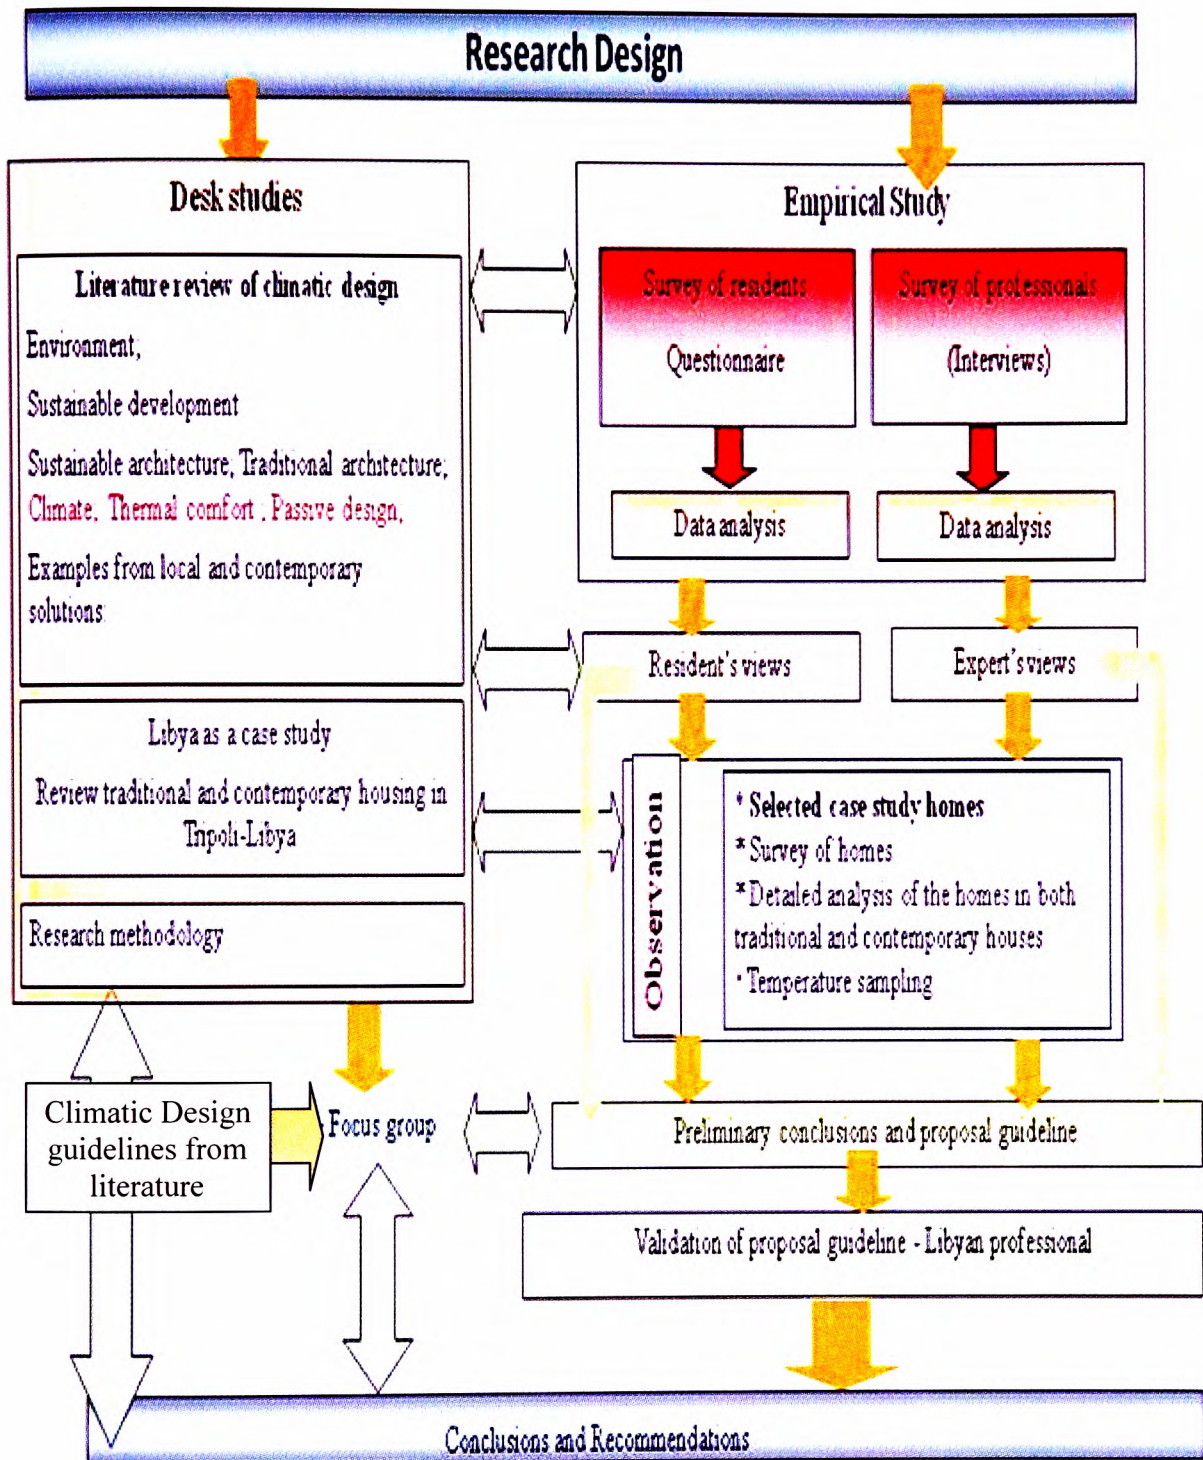 Research Design
Desk studies
Literature review of climatic design
Environment;
Sustainable development
Sustainable architecture; Traditional architecture;
Climate, Thermal comfort ; Passive design,
Examples from local and contemporary
solutions
Libya as a case study
Review traditional and contemporary housing in
Tripoli-Libya
Research methodology
Empirical Study
Survey of residents
Questionnaire
Survey of professionals
(Interviews)
Data analysis
Data analysis
Resident's views
Expert's views
Observation
* Selected case study homes
* Survey of homes
* Detailed analysis of the homes in both
traditional and contemporary houses
* Temperature sampling
Climatic Design
guidelines from
literature
Focus group
Preliminary conclusions and proposal guideline
Validation of proposal guideline - Libyan professional
Conclusions and Recommendations